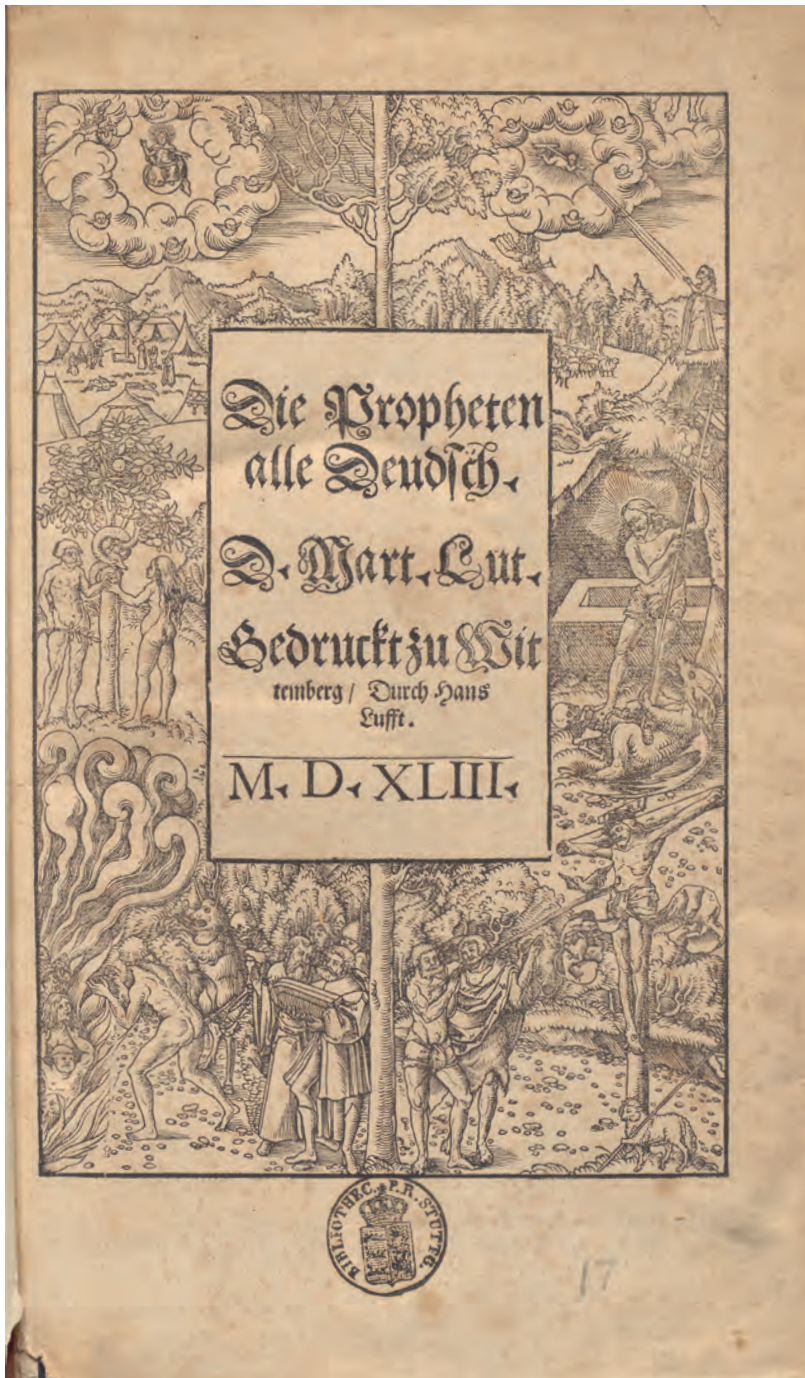 Die Propheten
alle Deudsch.
D. Mart. Lut.
Gedruckt zu Wit
temberg / Durch Hans
Lufft.
M. D. XLIII.
BIBLIOTHEC. P. R. STUTTG.
17